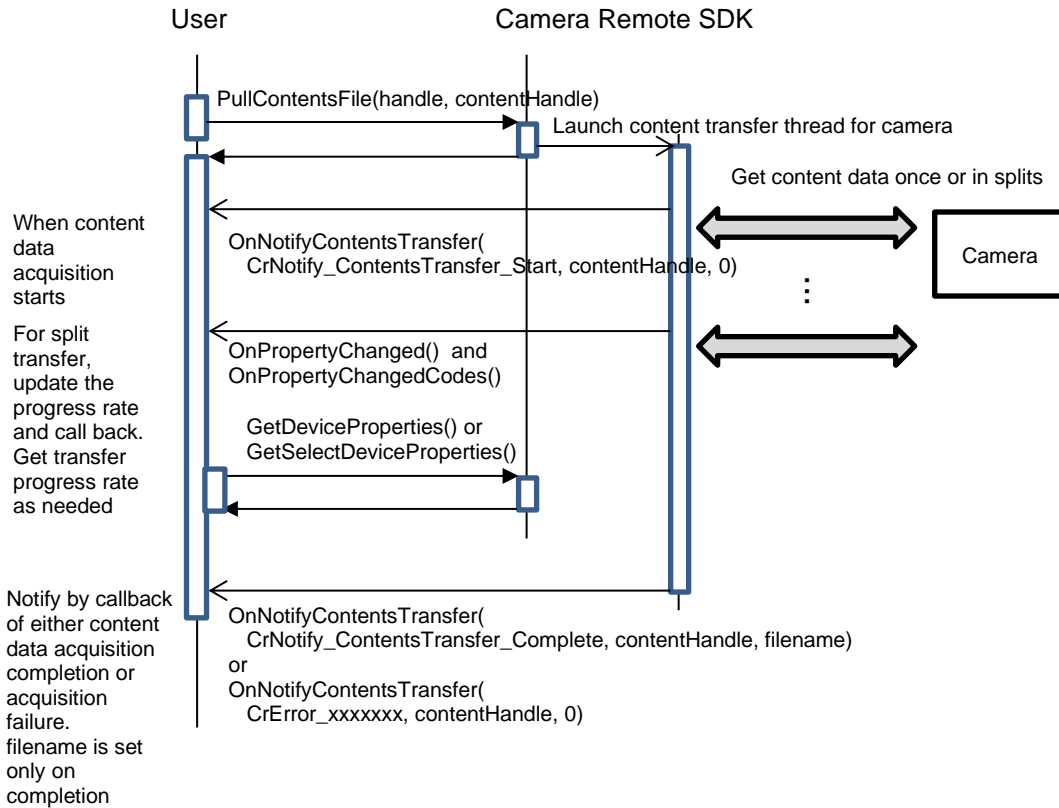 User
Camera Remote SDK
PullContentsFile(handle, contentHandle)
Launch content transfer thread for camera
Get content data once or in splits
Camera
When content
data
acquisition
starts
OnNotifyContentsTransfer(
CrNotify_ContentsTransfer_Start, contentHandle, 0)
...
For split
transfer,
update the
progress rate
and call back.
Get transfer
progress rate
as needed
OnPropertyChanged() and
OnPropertyChangedCodes()
GetDeviceProperties() or
GetSelectDeviceProperties()
Notify by callback
of either content
data acquisition
completion or
acquisition
failure.
filename is set
only on
completion
OnNotifyContentsTransfer(
CrNotify_ContentsTransfer_Complete, contentHandle, filename)
or
OnNotifyContentsTransfer(
CrError_xxxxxxx, contentHandle, 0)